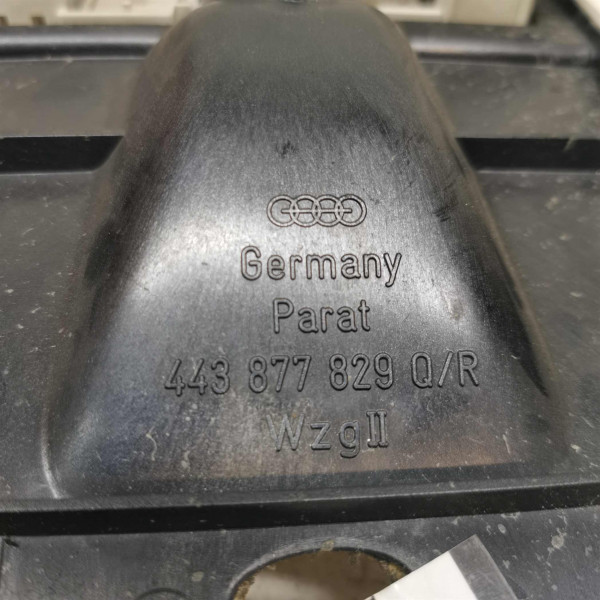 Germany
Parat
443 877 829 Q/R
WzgII